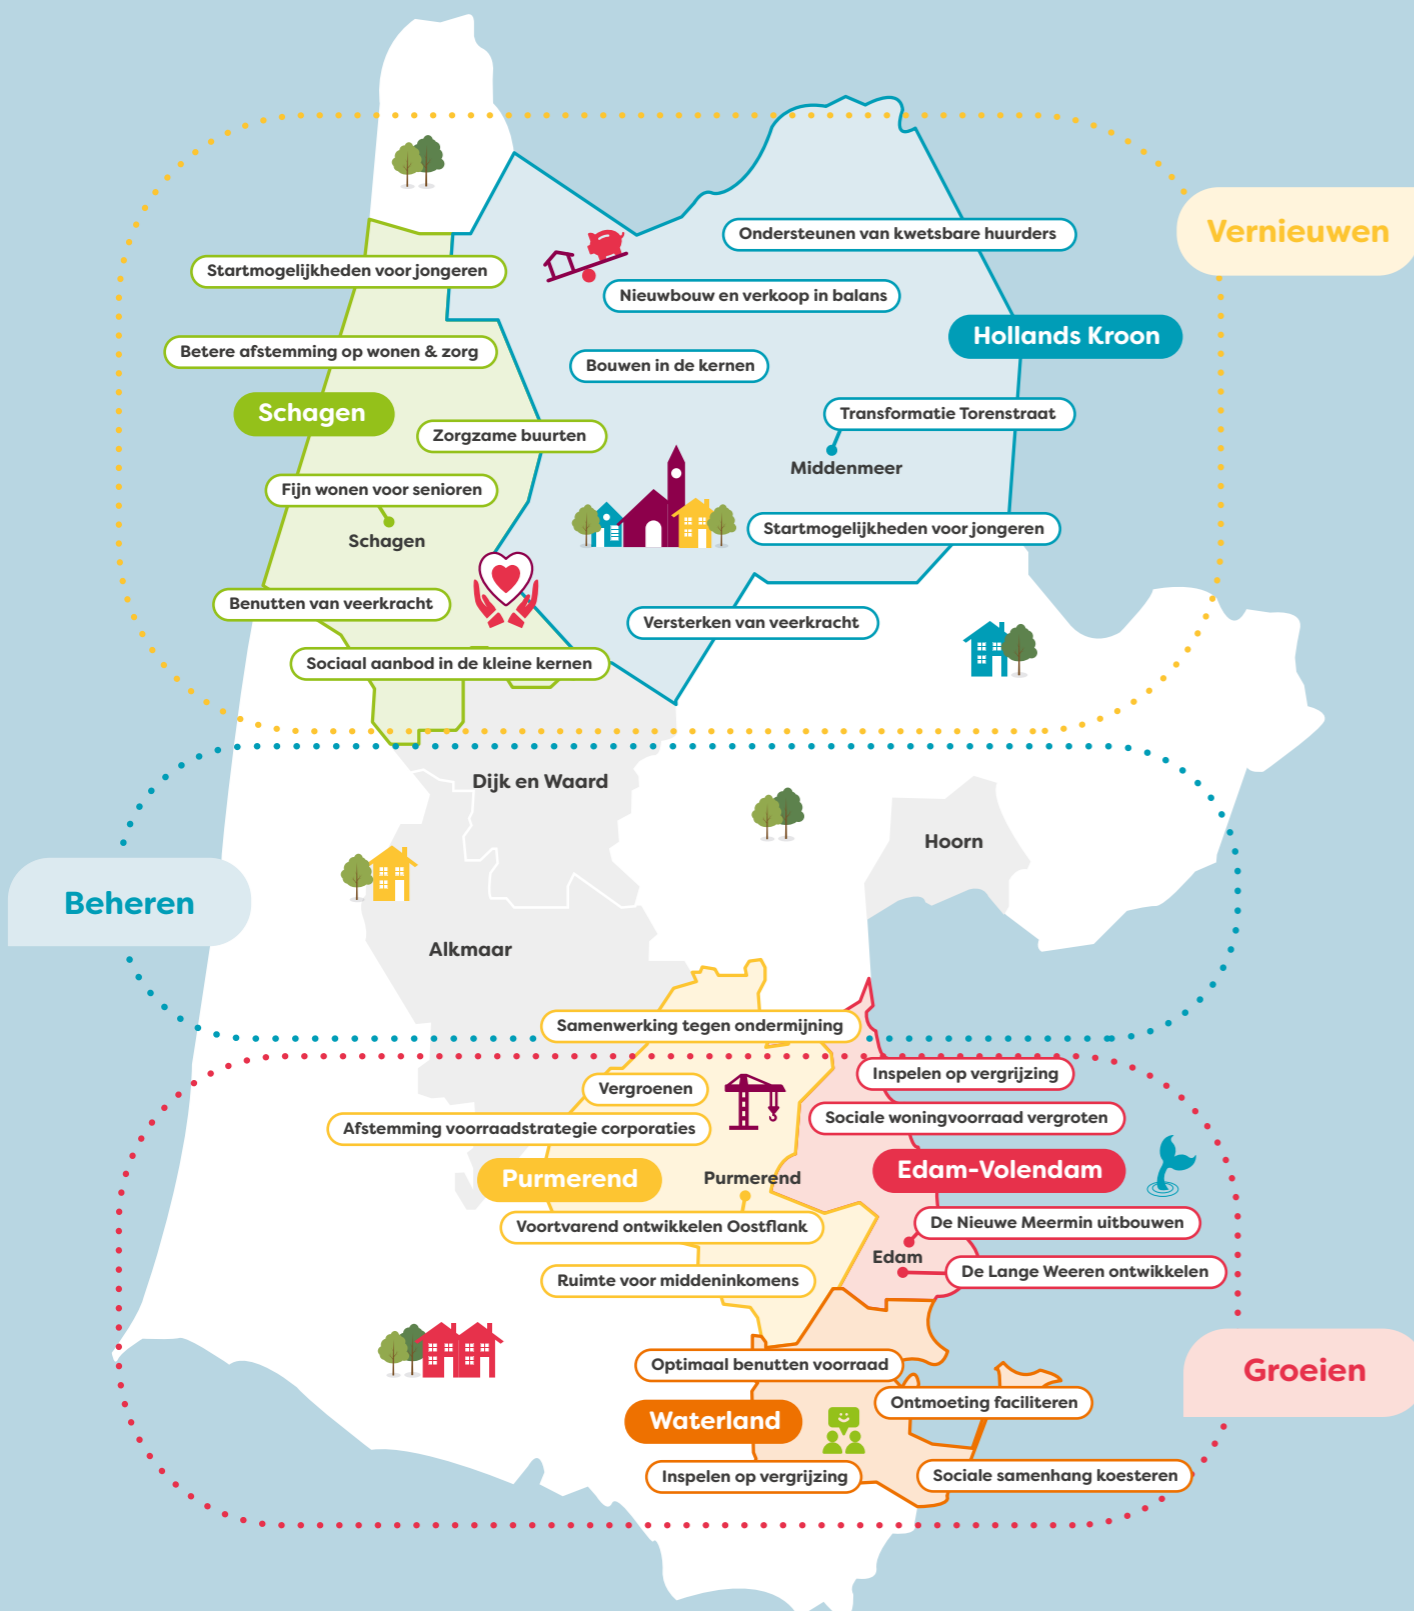 Vernieuwen
Ondersteunen van kwetsbare huurders
Startmogelijkheden voor jongeren
Nieuwbouw en verkoop in balans
Hollands Kroon
Betere afstemming op wonen & zorg
Bouwen in de kernen
Schagen
Transformatie Torenstraat
Zorgzame buurten
Middenmeer
Fijn wonen voor senioren
Startmogelijkheden voor jongeren
Schagen
Benutten van veerkracht
Versterken van veerkracht
Sociaal aanbod in de kleine kernen
Dijk en Waard
Hoorn
Beheren
Alkmaar
Samenwerking tegen ondermijning
Inspelen op vergrijzing
Vergroenen
Sociale woningvoorraad vergroten
Afstemming voorraadstrategie corporaties
Edam-Volendam
Purmerend
Purmerend
De Nieuwe Meermin uitbouwen
Voortvarend ontwikkelen Oostflank
Edam
De Lange Weeren ontwikkelen
Ruimte voor middeninkomens
Optimaal benutten voorraad
Groeien
Ontmoeting faciliteren
Waterland
Inspelen op vergrijzing
Sociale samenhang koesteren